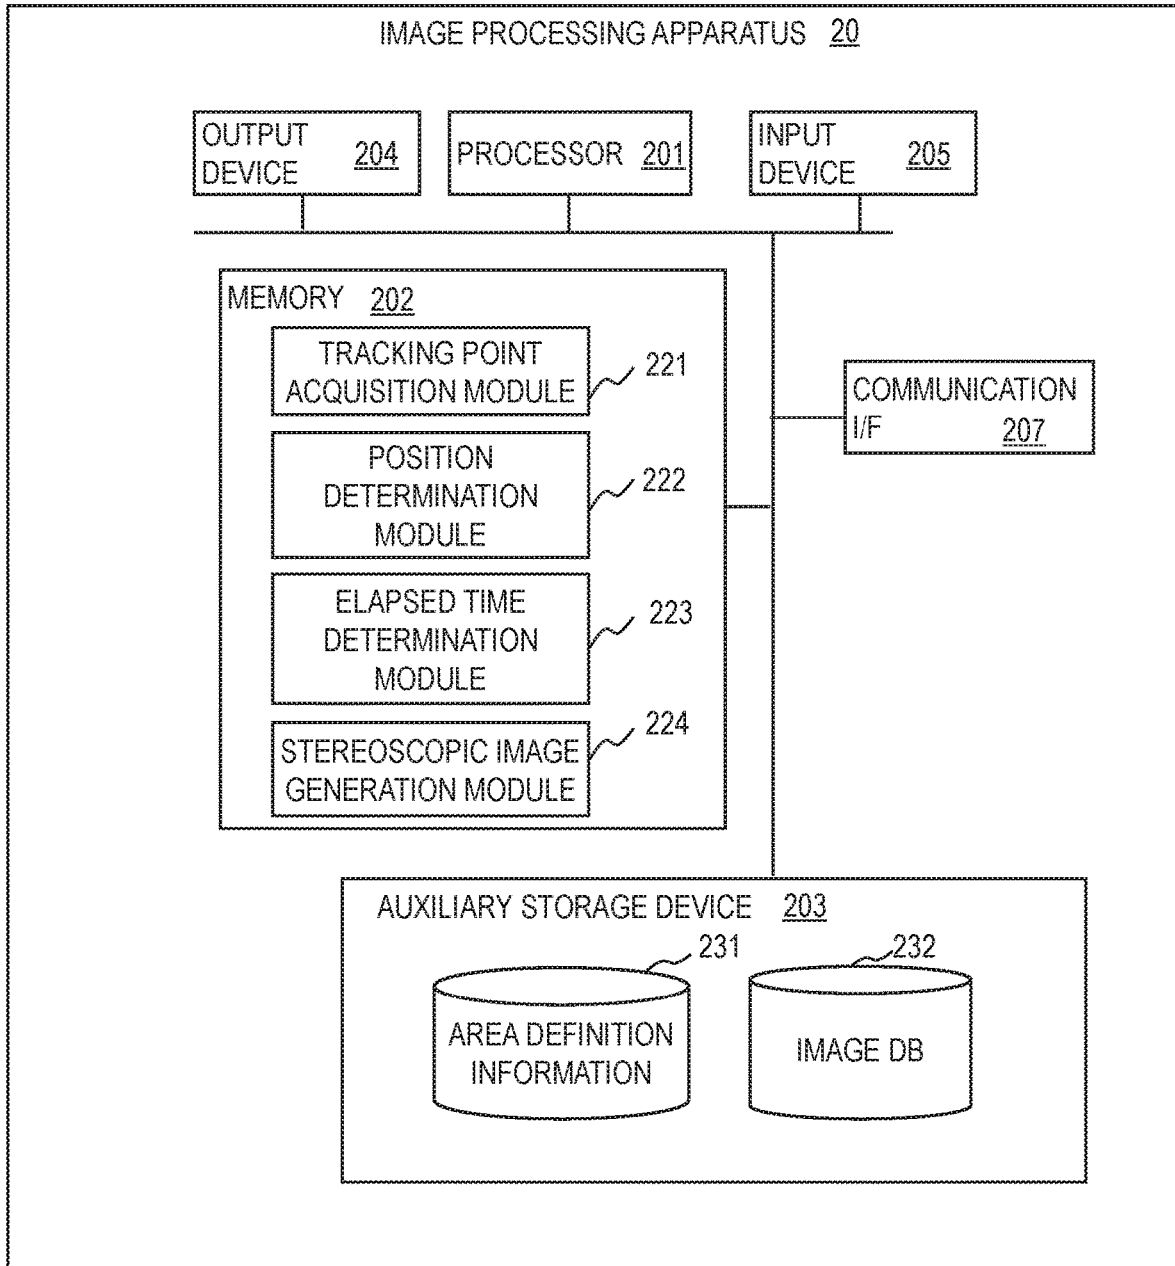 IMAGE PROCESSING APPARATUS 20
OUTPUT
DEVICE 204
PROCESSOR 201
INPUT
DEVICE 205
MEMORY 202
TRACKING POINT
ACQUISITION MODULE
221
POSITION
DETERMINATION
MODULE
222
ELAPSED TIME
DETERMINATION
MODULE
223
STEREOSCOPIC IMAGE
GENERATION MODULE
224
COMMUNICATION
I/F 207
AUXILIARY STORAGE DEVICE 203
231
AREA DEFINITION
INFORMATION
232
IMAGE DB